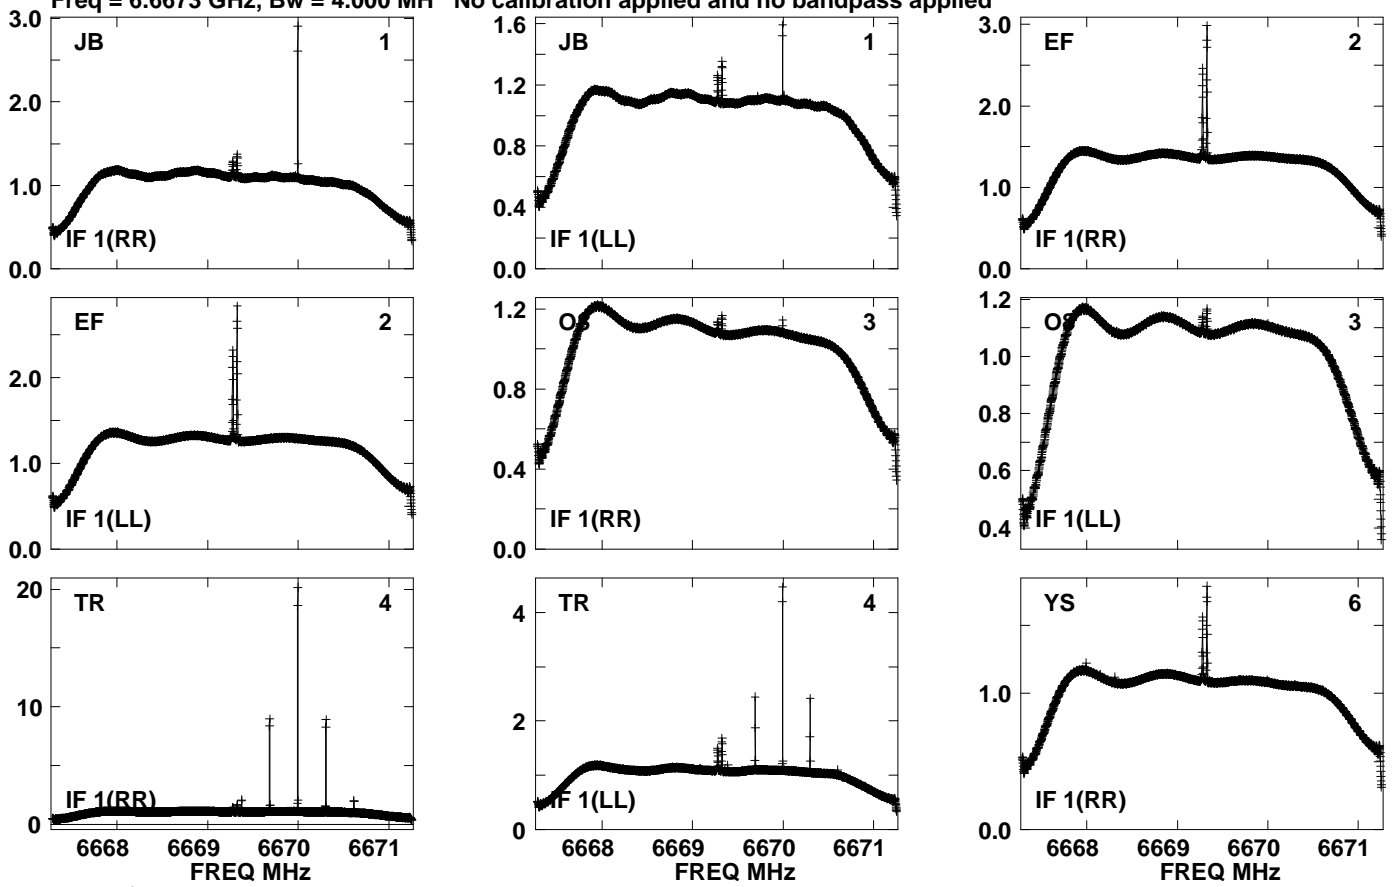 Freq = 6.6673 GHz, Bw = 4.000 MH No calibration applied and no bandpass applied
3.0 JB 1
2.0
1.0
IF 1(RR)
0.0
1.6 JB 1
1.2
0.8
0.4
IF 1(LL)
0.0
3.0 EF 2
2.0
1.0
IF 1(RR)
0.0
EF 2
2.0
1.0
IF 1(LL)
0.0
1.2 OS 3
0.8
0.4
IF 1(RR)
0.0
1.2 OS 3
1.0
0.8
0.6
0.4 IF 1(LL)
20 TR 4
10
IF 1(RR)
0
6668 6669 6670 6671
FREQ MHz
4 TR 4
2
IF 1(LL)
0
6668 6669 6670 6671
FREQ MHz
YS 6
1.0
IF 1(RR)
0.0
6668 6669 6670 6671
FREQ MHz